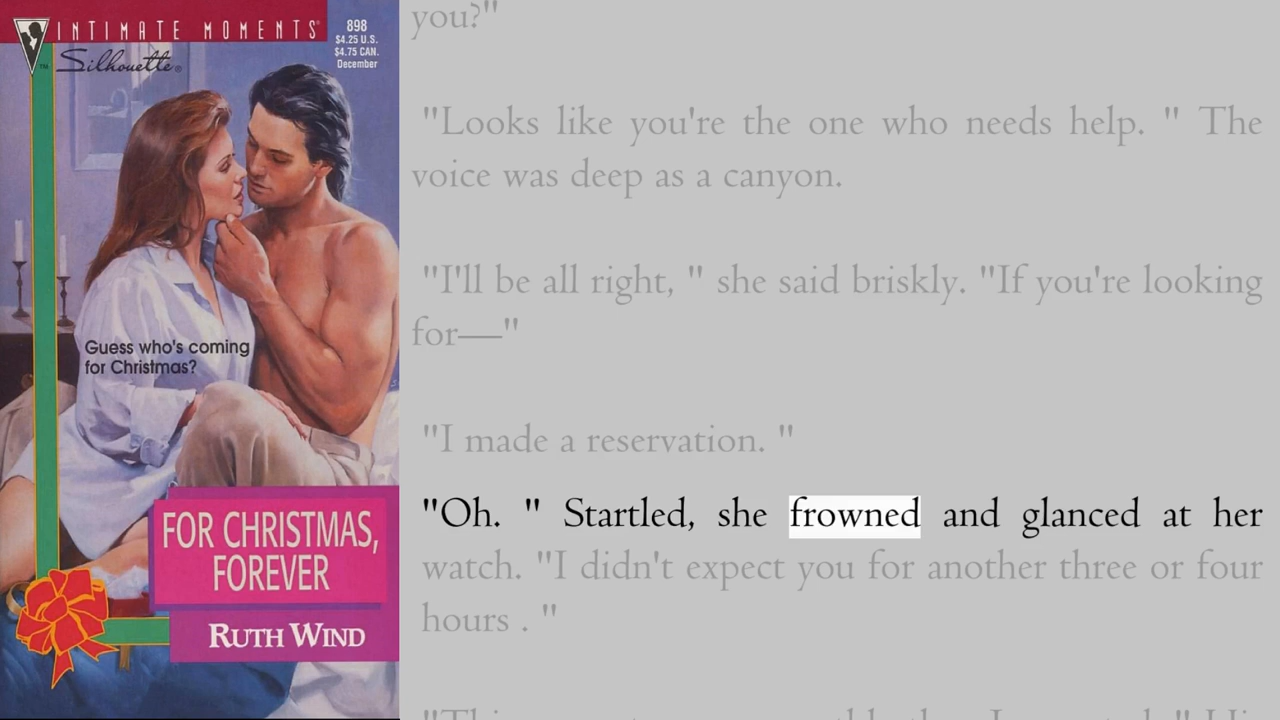 INTIMATE MOMENTS®
898
$4.25 U.S.
$4.75 CAN.
December
Silhouette®
TM
Guess who's coming
for Christmas?
FOR CHRISTMAS,
FOREVER
RUTH WIND
you?"
"Looks like you're the one who needs help. " The
voice was deep as a canyon.
"I'll be all right, " she said briskly. "If you're looking
for—"
"I made a reservation. "
"Oh. " Startled, she frowned and glanced at her
watch. "I didn't expect you for another three or four
hours . "